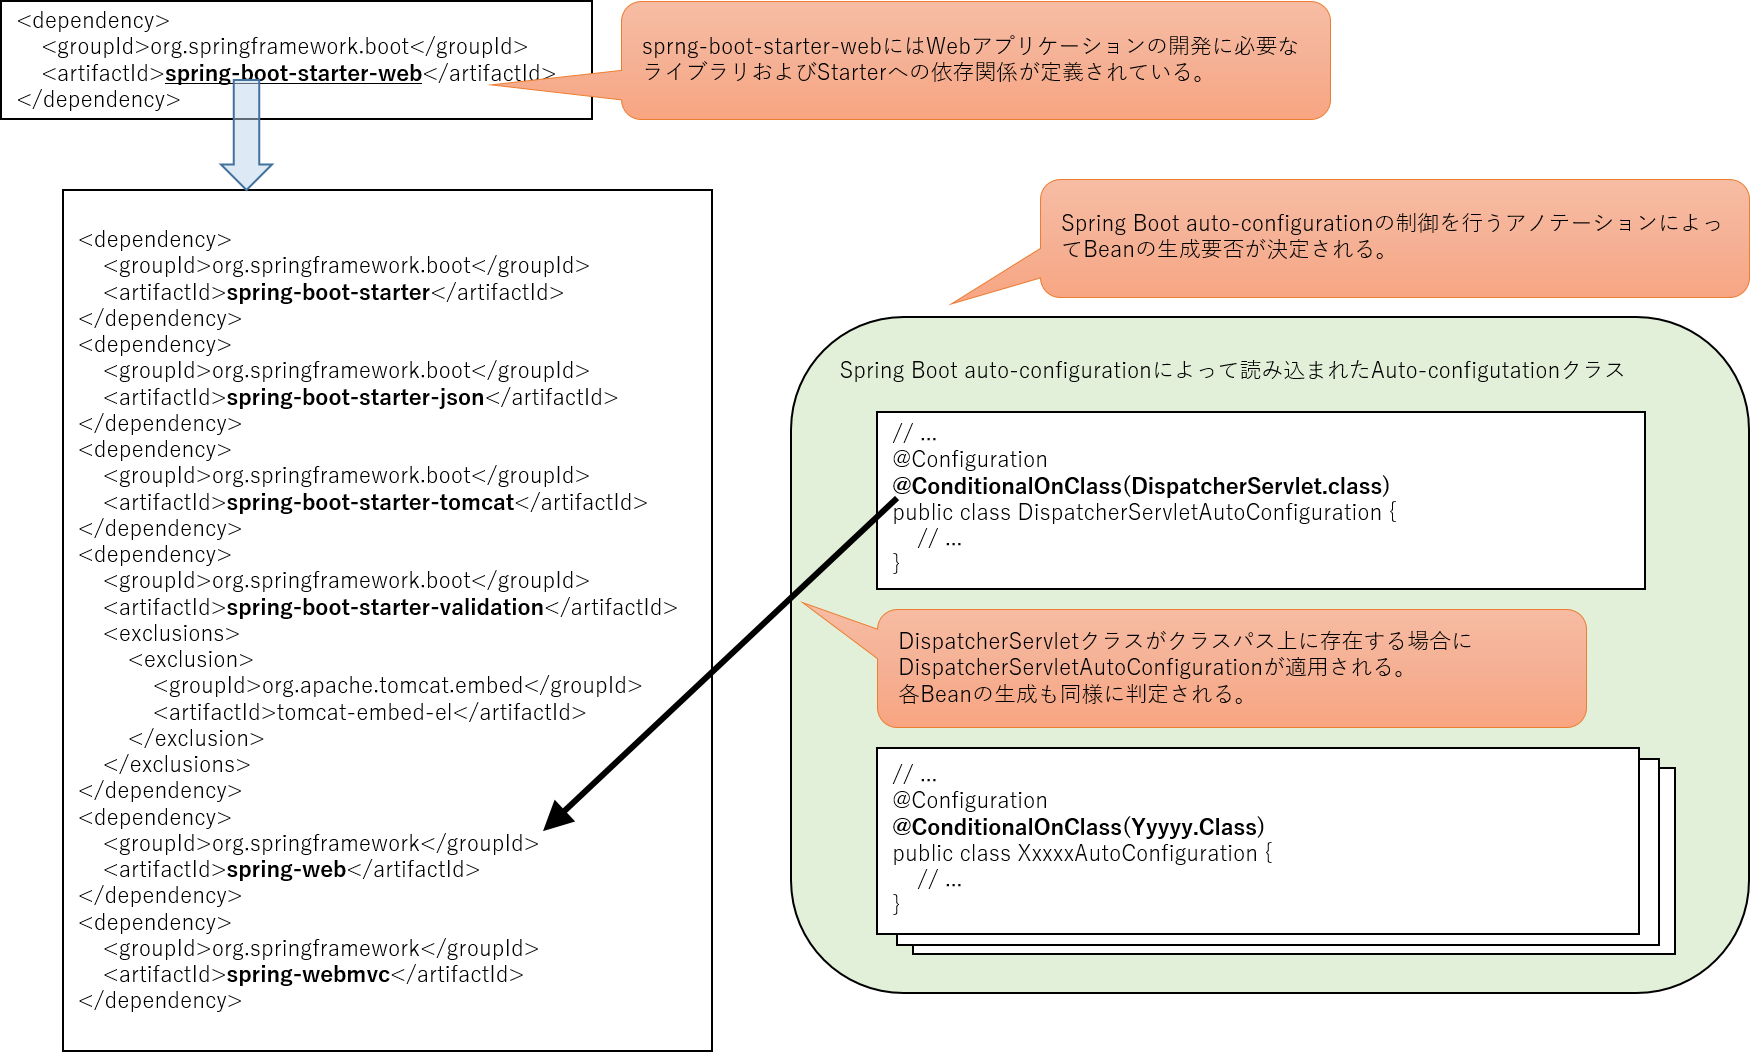 <dependency>
<groupId>org.springframework.boot</groupId>
<artifactId>spring-boot-starter-web</artifactId>
</dependency>
sprng-boot-starter-webにはWebアプリケーションの開発に必要な
ライブラリおよびStarterへの依存関係が定義されている。
<dependency>
<groupId>org.springframework.boot</groupId>
<artifactId>spring-boot-starter</artifactId>
</dependency>
<dependency>
<groupId>org.springframework.boot</groupId>
<artifactId>spring-boot-starter-json</artifactId>
</dependency>
<dependency>
<groupId>org.springframework.boot</groupId>
<artifactId>spring-boot-starter-tomcat</artifactId>
</dependency>
<dependency>
<groupId>org.springframework.boot</groupId>
<artifactId>spring-boot-starter-validation</artifactId>
<exclusions>
<exclusion>
<groupId>org.apache.tomcat.embed</groupId>
<artifactId>tomcat-embed-el</artifactId>
</exclusion>
</exclusions>
</dependency>
<dependency>
<groupId>org.springframework</groupId>
<artifactId>spring-web</artifactId>
</dependency>
<dependency>
<groupId>org.springframework</groupId>
<artifactId>spring-webmvc</artifactId>
</dependency>
Spring Boot auto-configurationの制御を行うアノテーションによっ
てBeanの生成要否が決定される。
Spring Boot auto-configurationによって読み込まれたAuto-configutationクラス
// ...
@Configuration
@ConditionalOnClass(DispatcherServlet.class)
public class DispatcherServletAutoConfiguration {
// ...
}
DispatcherServletクラスがクラスパス上に存在する場合に
DispatcherServletAutoConfigurationが適用される。
各Beanの生成も同様に判定される。
// ...
@Configuration
@ConditionalOnClass(Yyyyy.Class)
public class XxxxxAutoConfiguration {
// ...
}